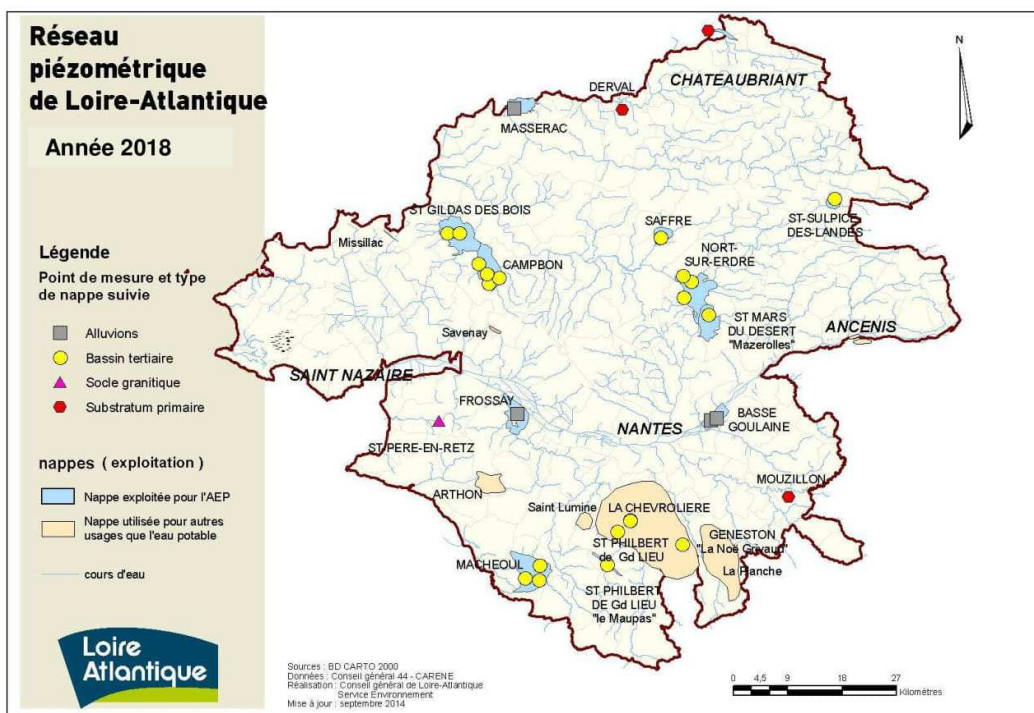 Réseau
piézométrique
de Loire-Atlantique
Année 2018
Légende
Point de mesure et type
de nappe suivie
Alluvions
Bassin tertiaire
Socle granitique
Substratum primaire
nappes ( exploitation )
Nappe exploitée pour l'AEP
Nappe utilisée pour autres
usages que l'eau potable
cours d'eau
Loire
Atlantique
N
CHATEAUBRIANT
DERVAL
MASSERAC
ST GILDAS DES BOIS
Missillac
SAFFRE
ST-SULPICE
DES-LANDES
NORT-
SUR-ERDRE
CAMPBON
ST MARS
DU DESERT
"Mazerolles"
ANCENIS
Savenay
SAINT NAZAIRE
FROSSAY
NANTES
BASSE
GOULAINE
ST-PERE-EN-RETZ
MOUZILLON
ARTHON
Saint Lumine
LA CHEVROLIERE
GENESTON
"La Noë Grivaud"
ST PHILBERT
de Gd LIEU
La Planche
MACHEOUL
ST PHILBERT
DE Gd LIEU
"le Maupas"
Sources : BD CARTO 2000
Données : Conseil général 44 - CARENE
Réalisation : Conseil général de Loire-Atlantique
Service Environnement
Mise à jour : septembre 2014
0 4,5 9 18 27
Kilomètres